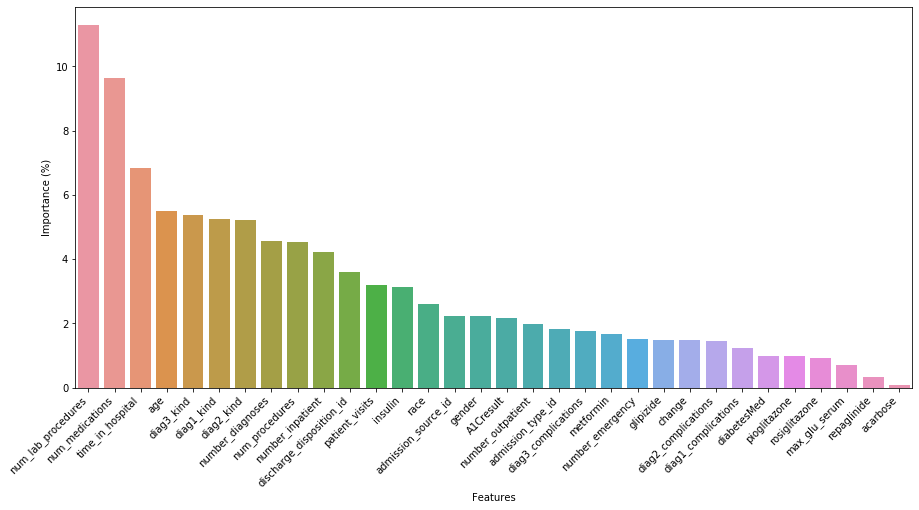 10
8
6
4
2
0
Importance (%)
num_lab_procedures
num_medications
time_in_hospital
age
diag3_kind
diag1_kind
diag2_kind
number_diagnoses
num_procedures
number_inpatient
discharge_disposition_id
patient_visits
insulin
race
admission_source_id
gender
A1Cresult
number_outpatient
admission_type_id
diag3_complications
metformin
number_emergency
glipizide
change
diag2_complications
diag1_complications
diabetesMed
pioglitazone
rosiglitazone
max_glu_serum
repaglinide
acarbose
Features